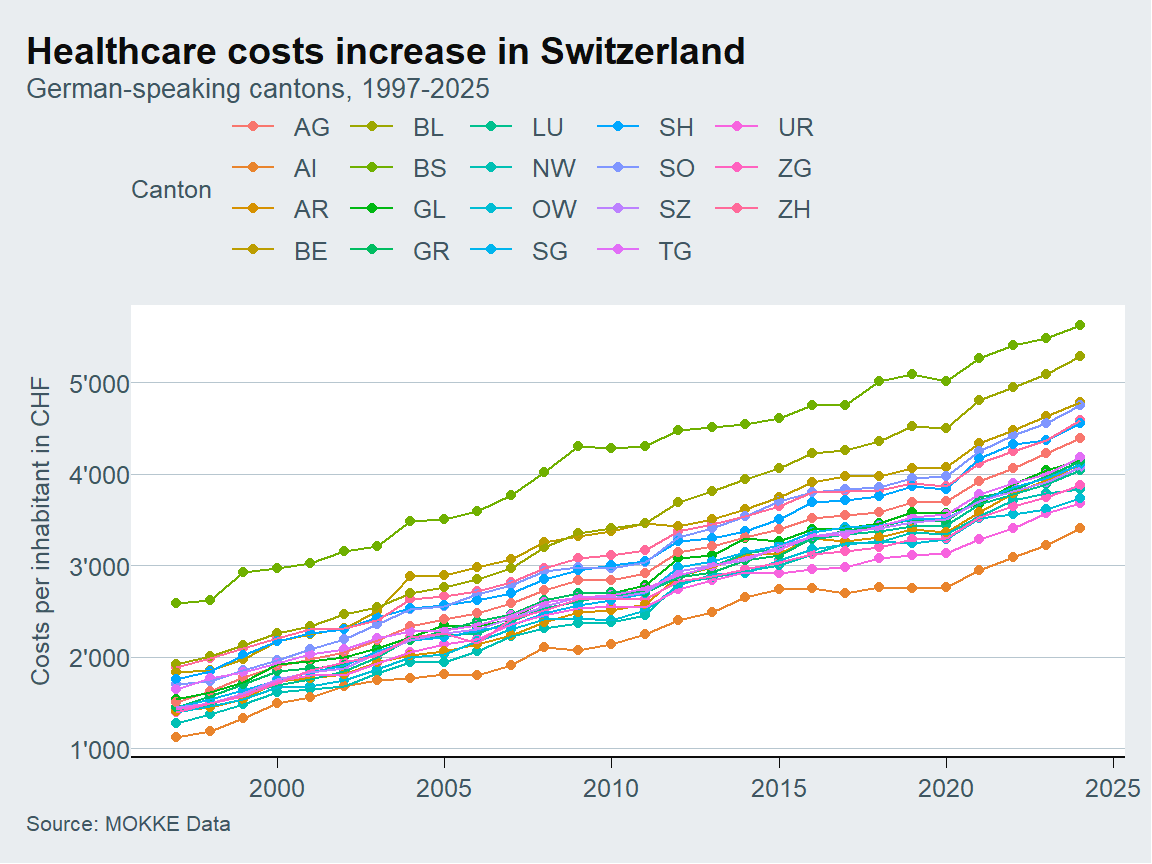 Healthcare costs increase in Switzerland
German-speaking cantons, 1997-2025
Canton
AG BL LU SH UR
AI BS NW SO ZG
AR GL OW SZ ZH
BE GR SG TG
Costs per inhabitant in CHF
5'000
4'000
3'000
2'000
1'000
2000 2005 2010 2015 2020 2025
Source: MOKKE Data